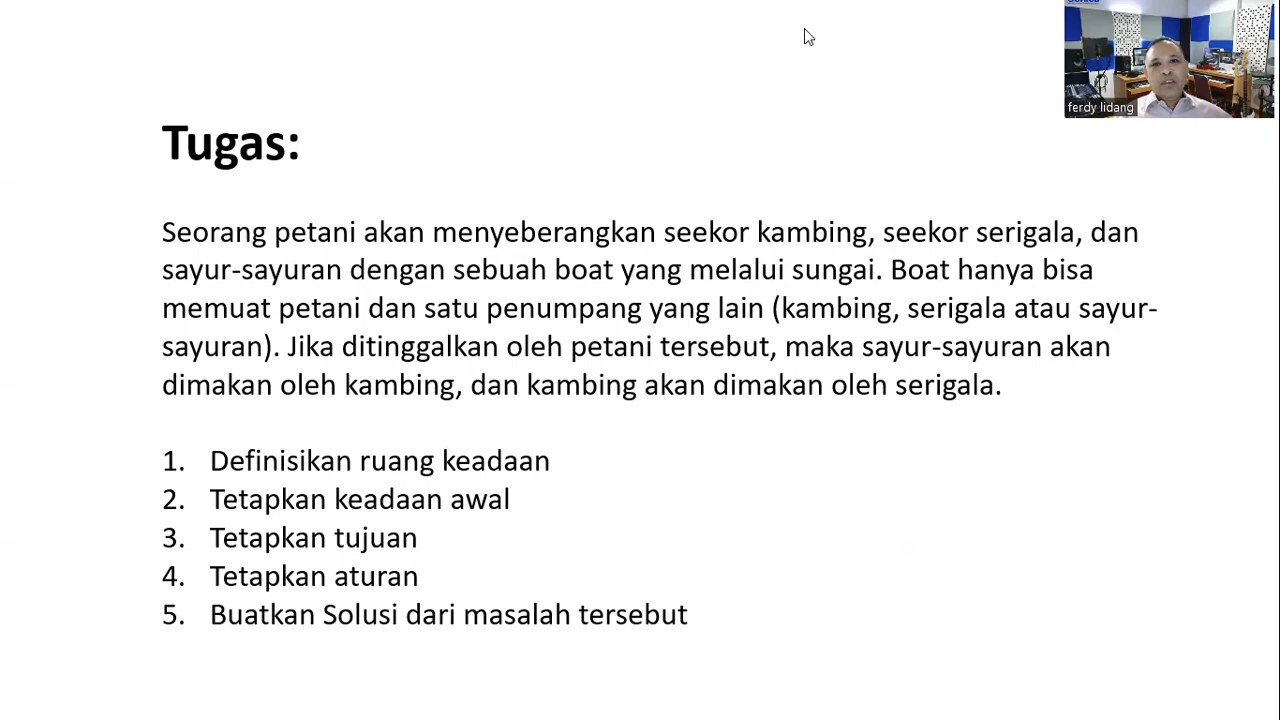 ferdy lidang
Tugas:
Seorang petani akan menyeberangkan seekor kambing, seekor serigala, dan
sayur-sayuran dengan sebuah boat yang melalui sungai. Boat hanya bisa
memuat petani dan satu penumpang yang lain (kambing, serigala atau sayur-
sayuran). Jika ditinggalkan oleh petani tersebut, maka sayur-sayuran akan
dimakan oleh kambing, dan kambing akan dimakan oleh serigala.
1. Definisikan ruang keadaan
2. Tetapkan keadaan awal
3. Tetapkan tujuan
4. Tetapkan aturan
5. Buatkan Solusi dari masalah tersebut